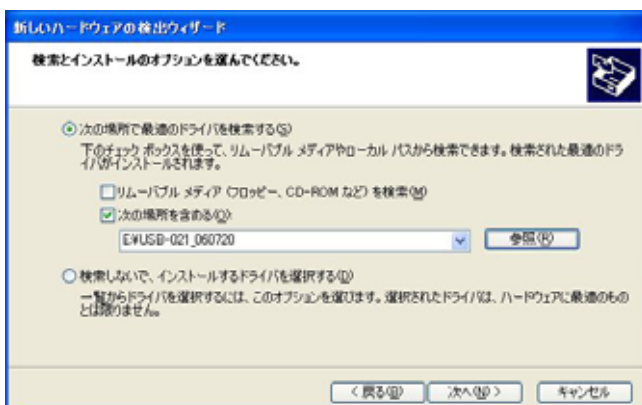 新しいハードウェアの検出ウィザード
検索とインストールのオプションを選んでください。
次の場所で最適のドライバを検索する(S)
下のチェック ボックスを使って、リムーバブル メディアやローカル パスから検索できます。検索された最適のドラ
イバがインストールされます。
リムーバブル メディア (フロッピー、CD-ROM など) を検索(M)
次の場所を含める(O):
E:¥USB-021_060720
参照(R)
検索しないで、インストールするドライバを選択する(D)
一覧からドライバを選択するには、このオプションを選びます。選択されたドライバは、ハードウェアに最適のもの
とは限りません。
< 戻る(B)
次へ(N) >
キャンセル